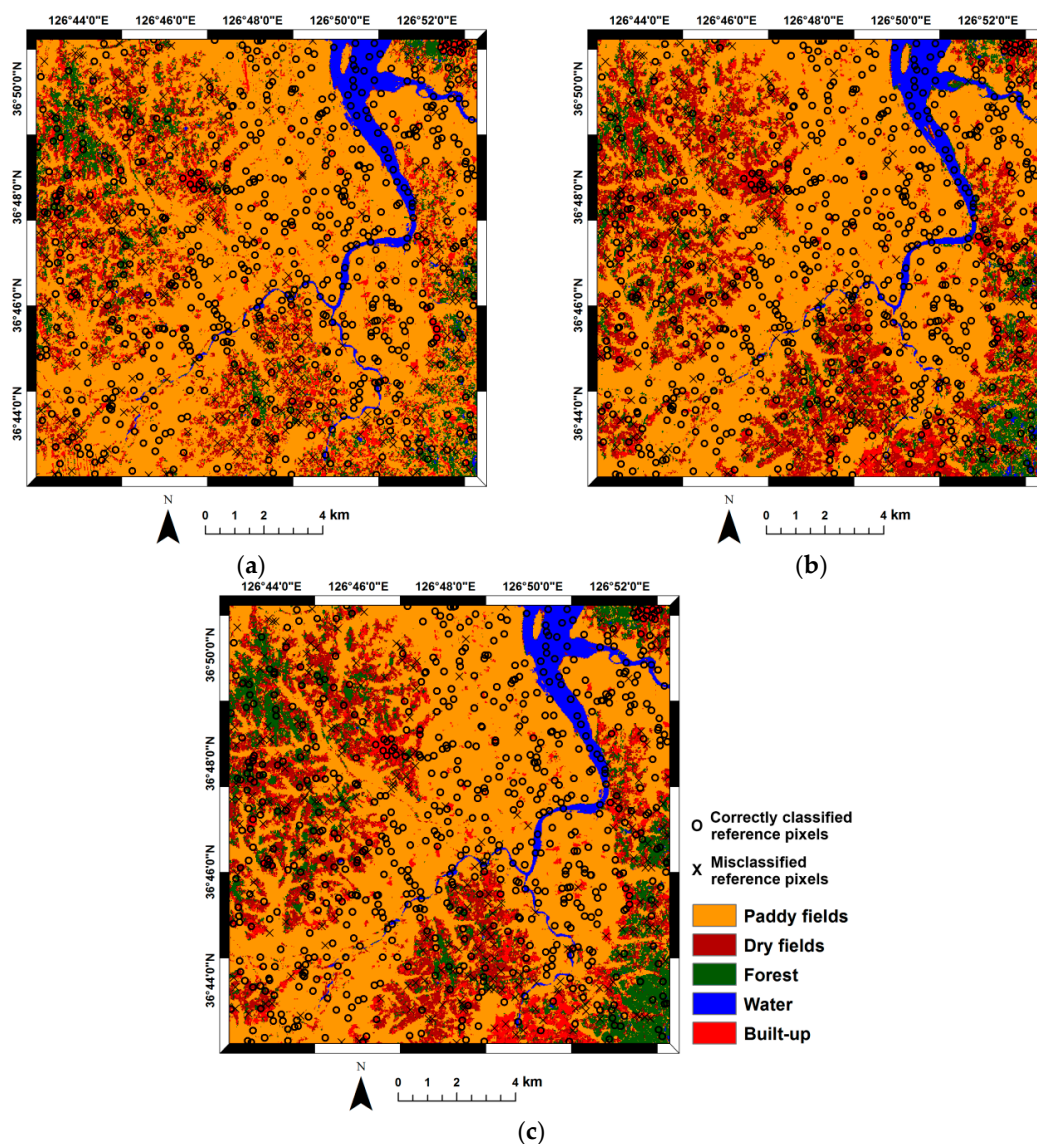 126°44'0"E 126°46'0"E 126°48'0"E 126°50'0"E 126°52'0"E
36°50'0"N
36°48'0"N
36°46'0"N
36°44'0"N
N
0 1 2 4 km
(a)
126°44'0"E 126°46'0"E 126°48'0"E 126°50'0"E 126°52'0"E
36°50'0"N
36°48'0"N
36°46'0"N
36°44'0"N
N
0 1 2 4 km
(b)
126°44'0"E 126°46'0"E 126°48'0"E 126°50'0"E 126°52'0"E
36°50'0"N
36°48'0"N
36°46'0"N
36°44'0"N
N
0 1 2 4 km
(c)
O Correctly classified
reference pixels
X Misclassified
reference pixels
Paddy fields
Dry fields
Forest
Water
Built-up